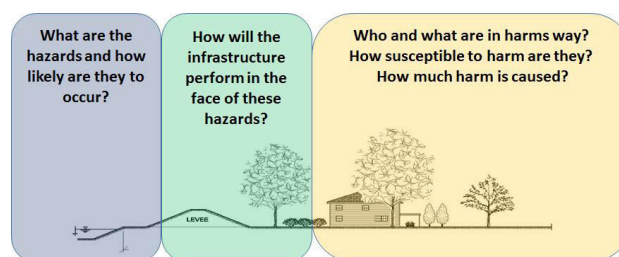 What are the
hazards and how
likely are they to
occur?
How will the
infrastructure
perform in the
face of these
hazards?
Who and what are in harms way?
How susceptible to harm are they?
How much harm is caused?
LEVEE